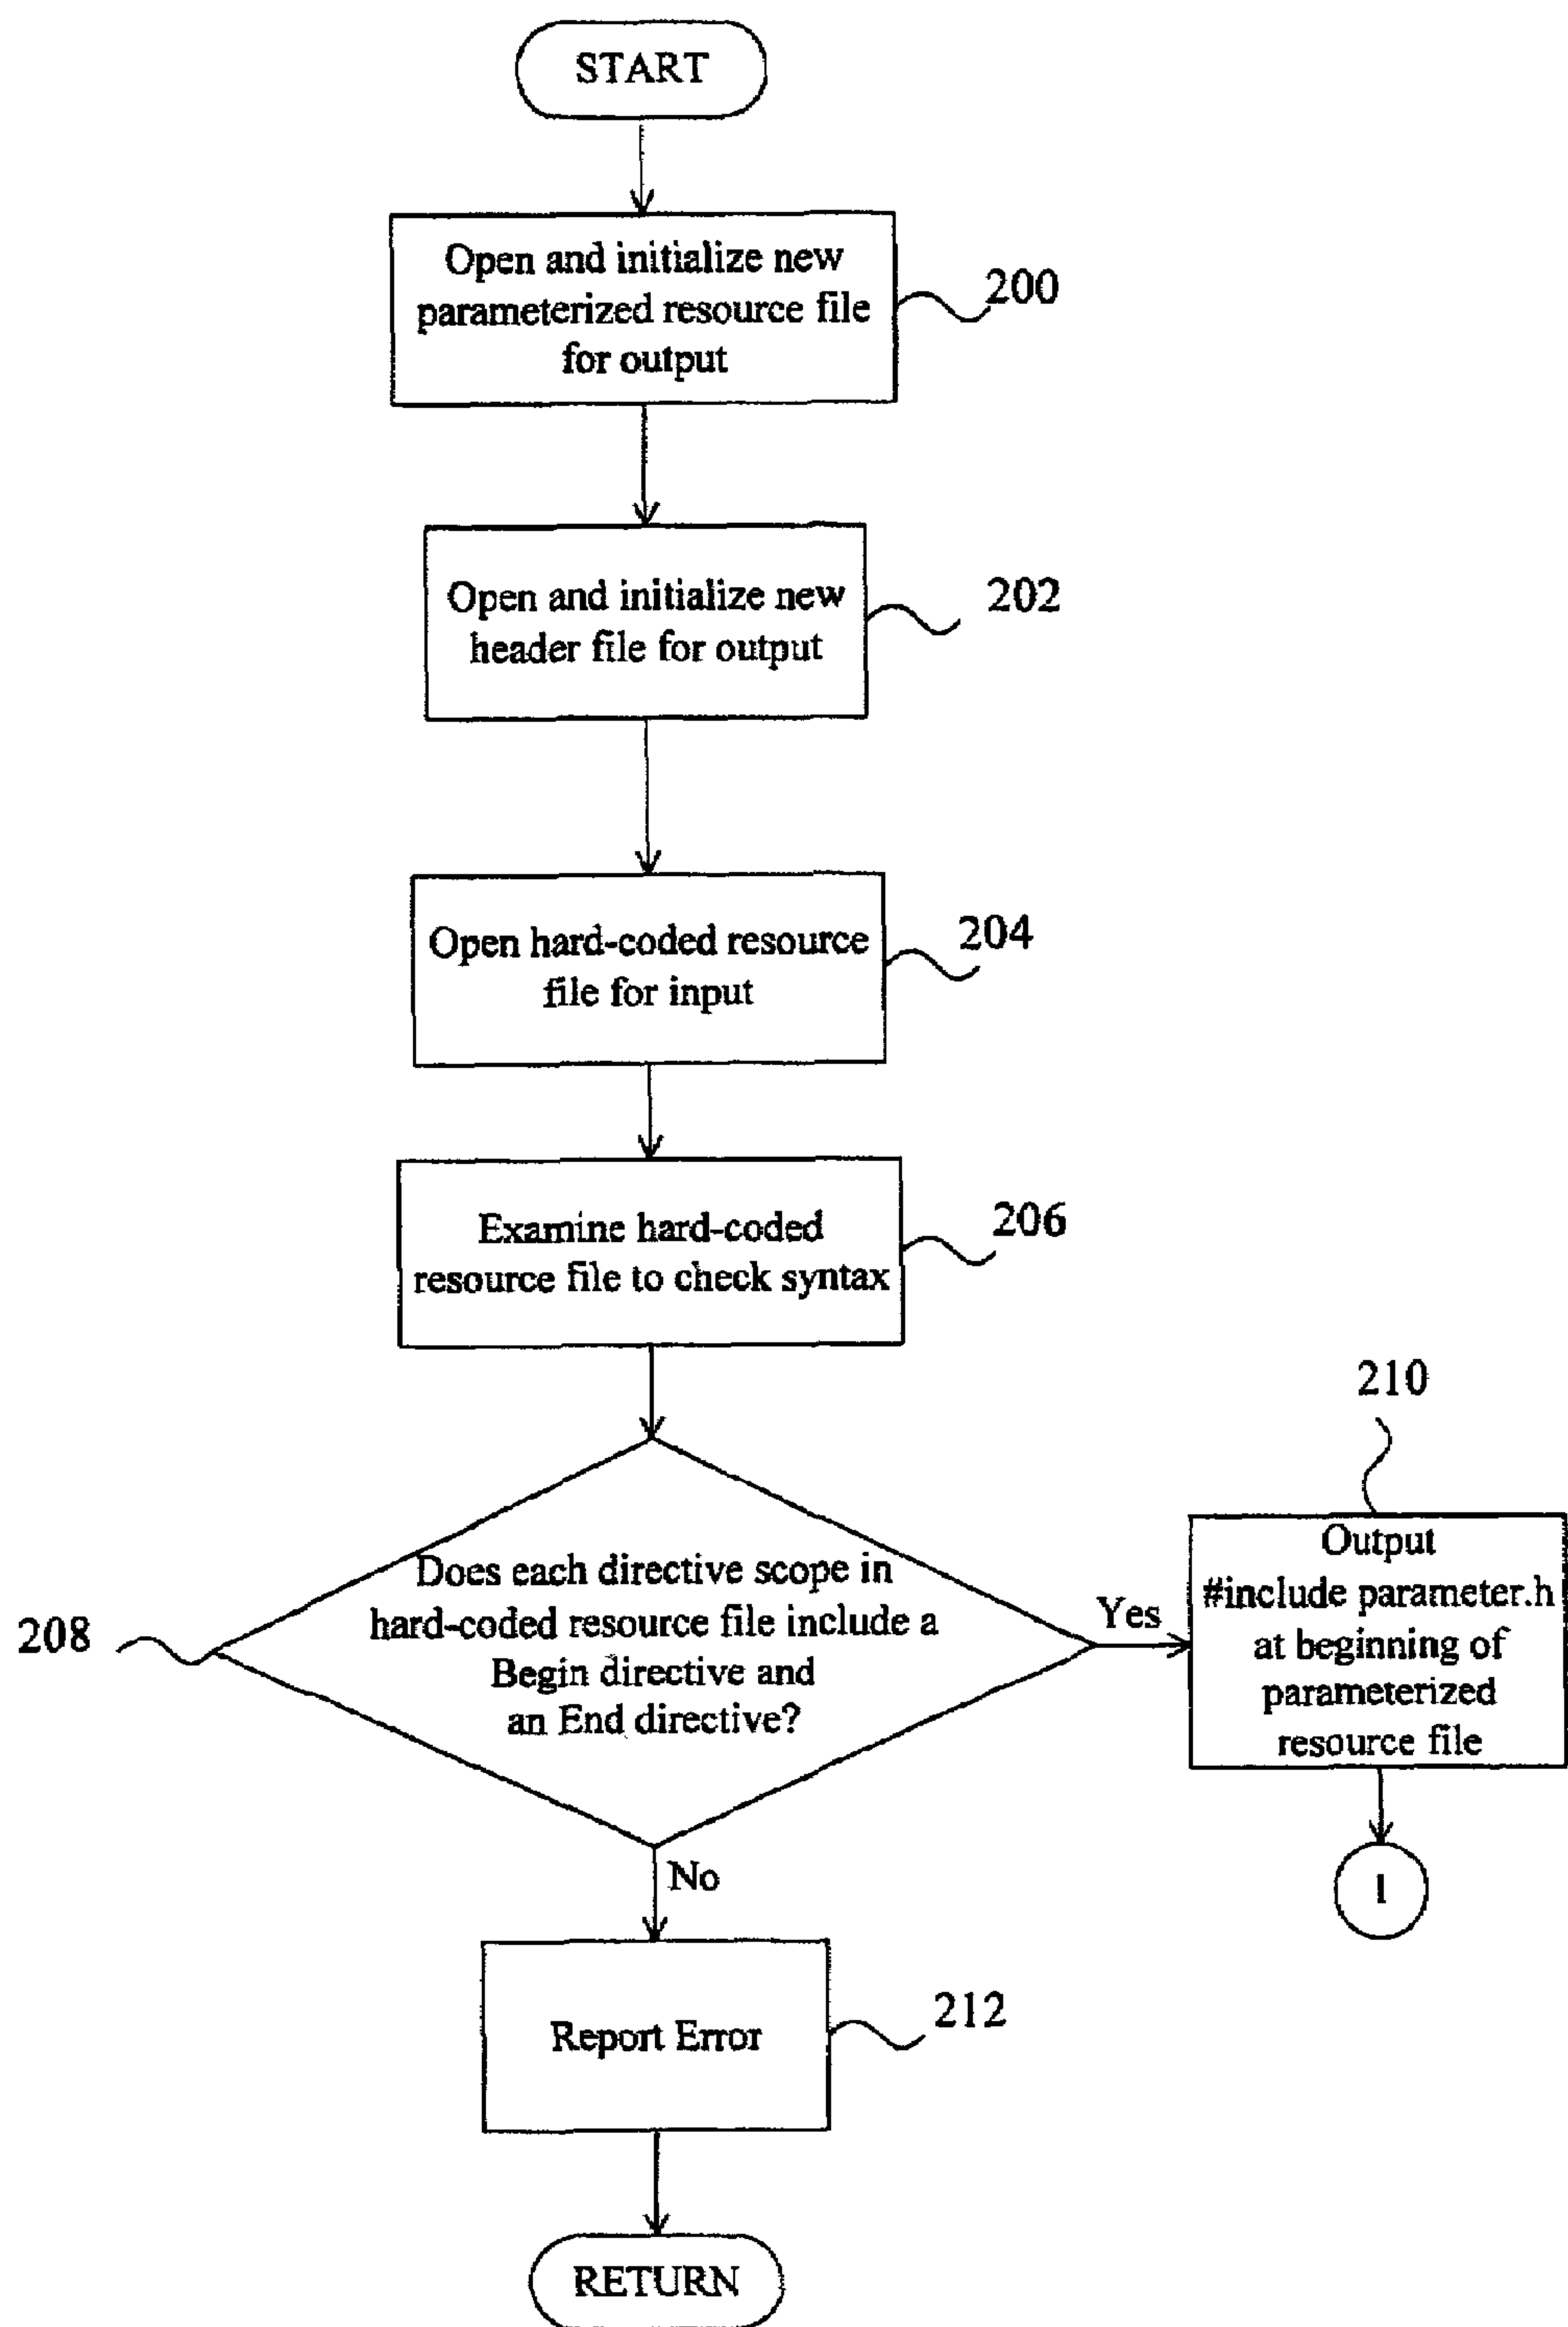 START
Open and initialize new
parameterized resource file
for output
200
Open and initialize new
header file for output
202
Open hard-coded resource
file for input
204
Examine hard-coded
resource file to check syntax
206
208
Does each directive scope in
hard-coded resource file include a
Begin directive and
an End directive?
Yes
210
Output
#include parameter.h
at beginning of
parameterized
resource file
1
No
Report Error
212
RETURN